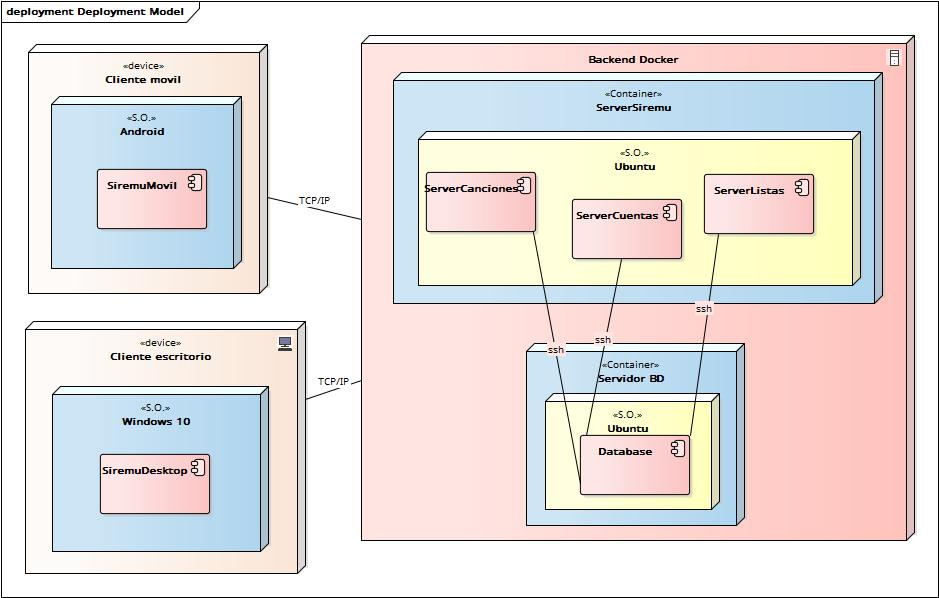 deployment Deployment Model
«device»
Cliente movil
«S.O.»
Android
SiremuMovil
TCP/IP
«device»
Cliente escritorio
«S.O.»
Windows 10
SiremuDesktop
TCP/IP
Backend Docker
«Container»
ServerSiremu
«S.O.»
Ubuntu
ServerCanciones
ServerCuentas
ServerListas
ssh
ssh
ssh
«Container»
Servidor BD
«S.O.»
Ubuntu
Database